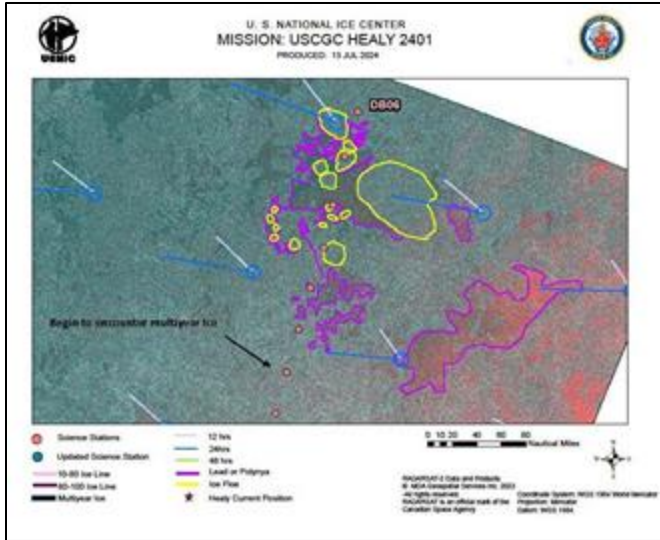 U. S. NATIONAL ICE CENTER
MISSION: USCGC HEALY 2401
PRODUCED: 13 JUL 2024
USNIC
DB06
Begin to encounter multiyear Ice
Science Stations
Updated Science Station
10-80 Ice Line
80-100 Ice Line
Multiyear Ice
12 hrs
24hrs
48 hrs
Lead or Polynya
Ice Floe
Healy Current Position
0 10 20 40 60 80
Nautical Miles
RADARSAT-2 Data and Products
© MDA Geospatial Services Inc. 2023
-All rights reserved
RADARSAT is an official mark of the
Canadian Space Agency
Coordinate System: WGS 1984 World Mercator
Projection: Mercator
Datum: WGS 1984